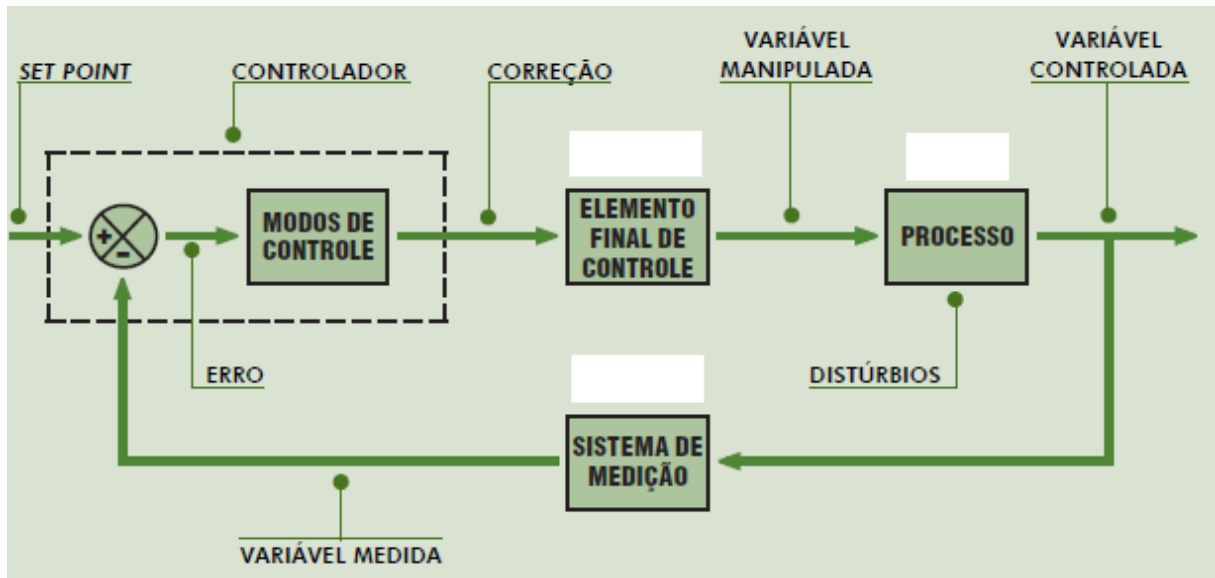 SET POINT
CONTROLADOR
CORREÇÃO
VARIÁVEL
MANIPULADA
VARIÁVEL
CONTROLADA
+
-
MODOS DE
CONTROLE
ELEMENTO
FINAL DE
CONTROLE
PROCESSO
ERRO
DISTÚRBIOS
SISTEMA DE
MEDIÇÃO
VARIÁVEL MEDIDA